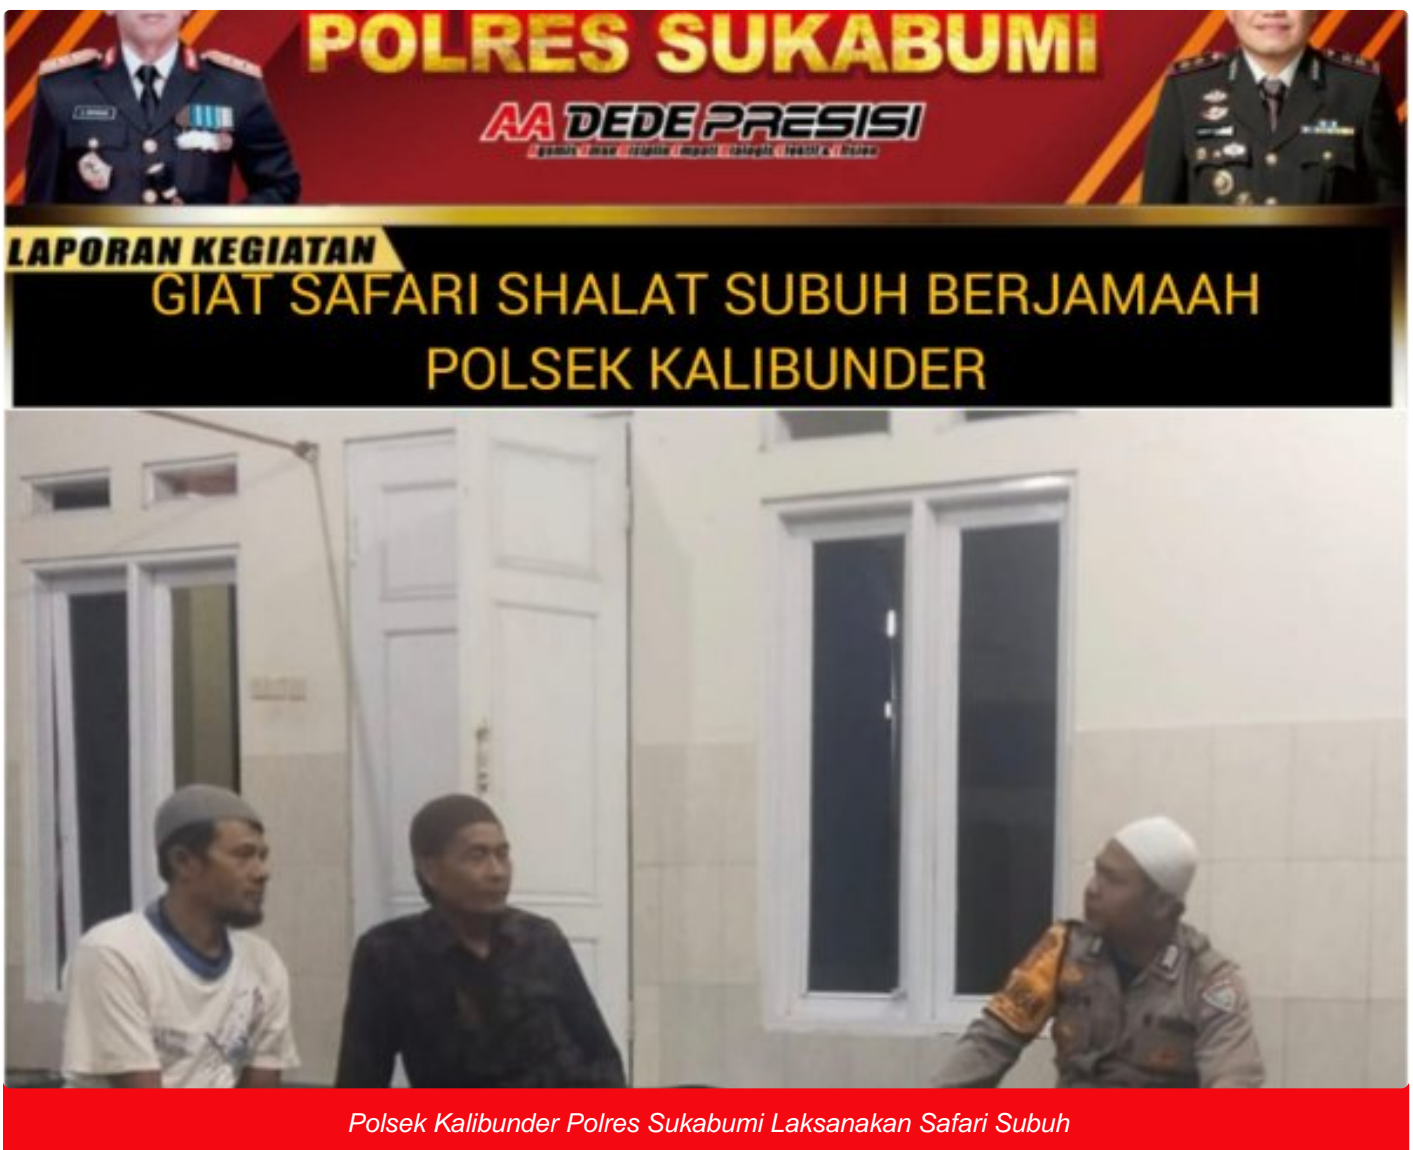 POLRES SUKABUMI
AA DEDE PRESISI
LAPORAN KEGIATAN
GIAT SAFARI SHALAT SUBUH BERJAMAAH
POLSEK KALIBUNDER
Polsek Kalibunder Polres Sukabumi Laksanakan Safari Subuh